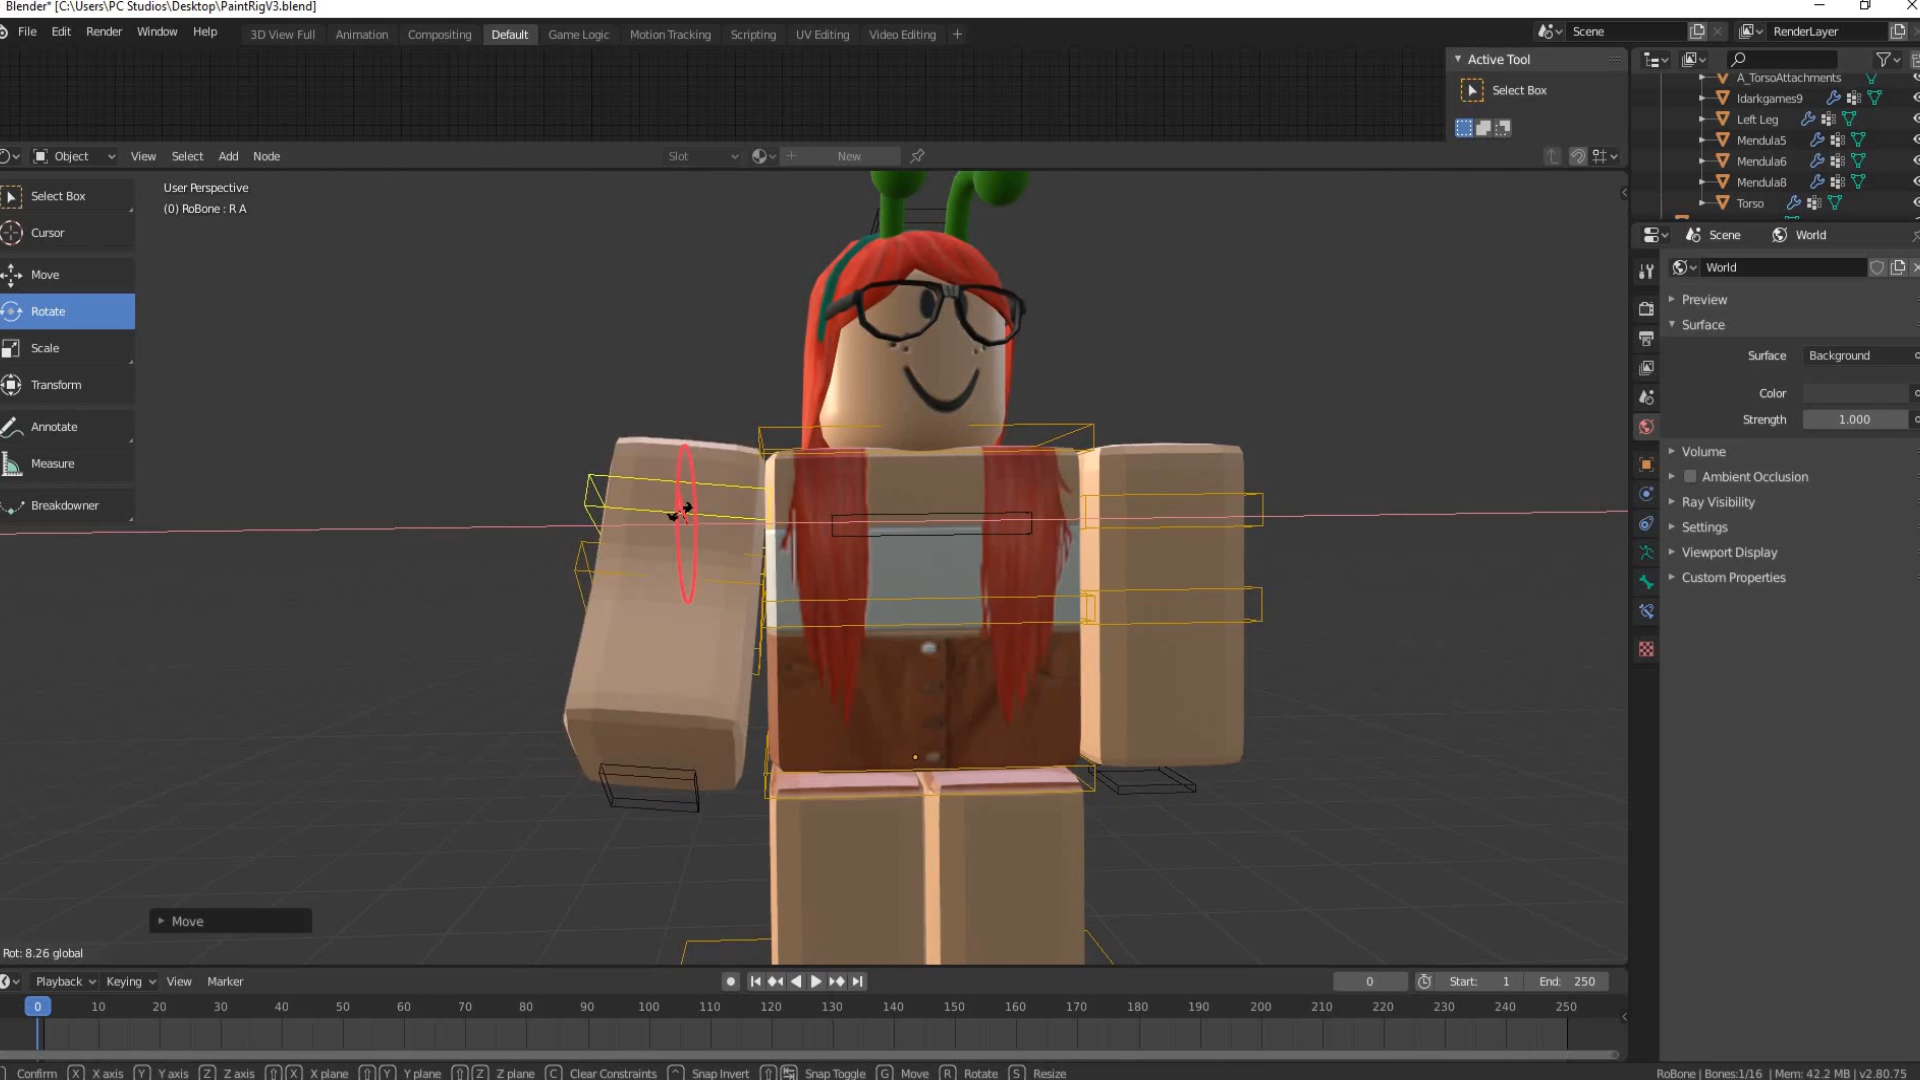 Blender* [C:\Users\PC Studios\Desktop\PaintRigV3.blend]
File Edit Render Window Help 3D View Full Animation Compositing Default Game Logic Motion Tracking Scripting UV Editing Video Editing + Scene RenderLayer
Active Tool
Select Box
A_TorsoAttachments
Idarkgames9
Left Leg
Mendula5
Mendula6
Mendula8
Torso
Object View Select Add Node Slot New
User Perspective
(0) RoBone : R A
Select Box
Cursor
Move
Rotate
Scale
Transform
Annotate
Measure
Breakdowner
Scene World
World
Preview
Surface
Surface Background
Color
Strength 1.000
Volume
Ambient Occlusion
Ray Visibility
Settings
Viewport Display
Custom Properties
Move
Rot: 8.26 global
Playback Keying View Marker 0 Start: 1 End: 250
0 10 20 30 40 50 60 70 80 90 100 110 120 130 140 150 160 170 180 190 200 210 220 230 240 250
Confirm X X axis Y Y axis Z Z axis X X plane Y Y plane Z Z plane C Clear Constraints Snap Invert Snap Toggle G Move R Rotate S Resize RoBone | Bones:1/16 | Mem: 42.2 MB | v2.80.75